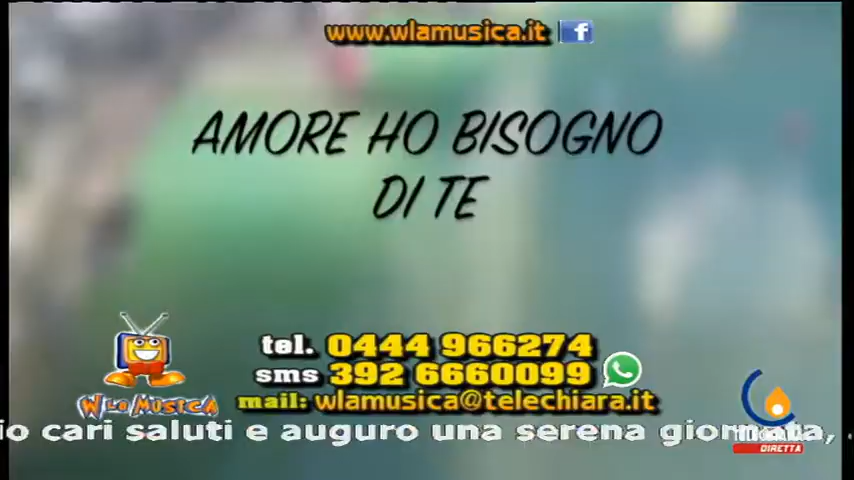 www.wlamusica.it f
AMORE HO BISOGNO
DI TE
tel. 0444 966274
sms 392 6660099
mail: wlamusica@telechiara.it
W LA MUSICA
io cari saluti e auguro una serena giornata,
DIRETTA